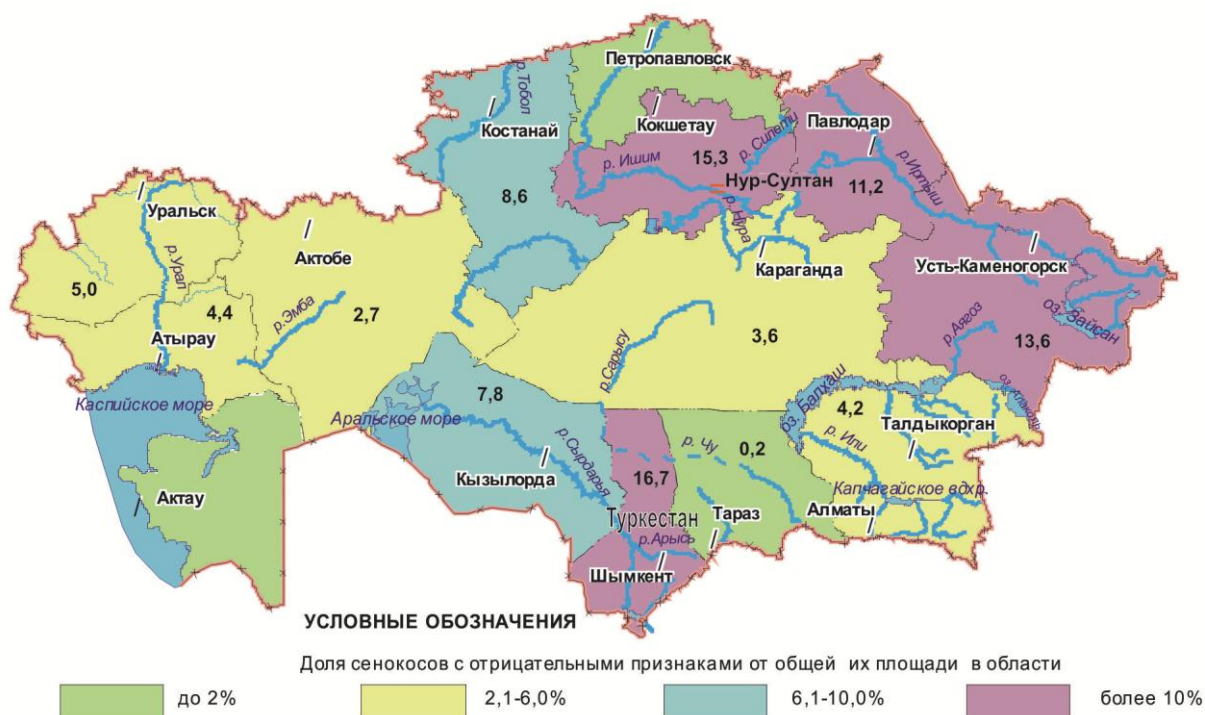 Петропавловск
р.Тобол
Костанай
Кокшетау
Павлодар
р. Силети
р. Ишим
15,3
р.Иртыш
Нур-Султан
8,6
11,2
р.Нура
Уральск
Актобе
Караганда
Усть-Каменогорск
р.Урал
5,0
4,4
р.Эмба
2,7
оз. Зайсан
р.Аягоз
Атырау
р.Сарысу
3,6
13,6
Каспийское море
Аральское море
7,8
оз. Балхаш
4,2
оз. Алаколь
Талдыкорган
р.Сырдарья
р. Чу
0,2
р. Или
Кызылорда
16,7
Капчагайское вдхр.
Актау
Туркестан
Тараз
Алматы
р.Арысь
Шымкент
УСЛОВНЫЕ ОБОЗНАЧЕНИЯ
Доля сенокосов с отрицательными признаками от общей их площади в области
до 2%
2,1-6,0%
6,1-10,0%
более 10%